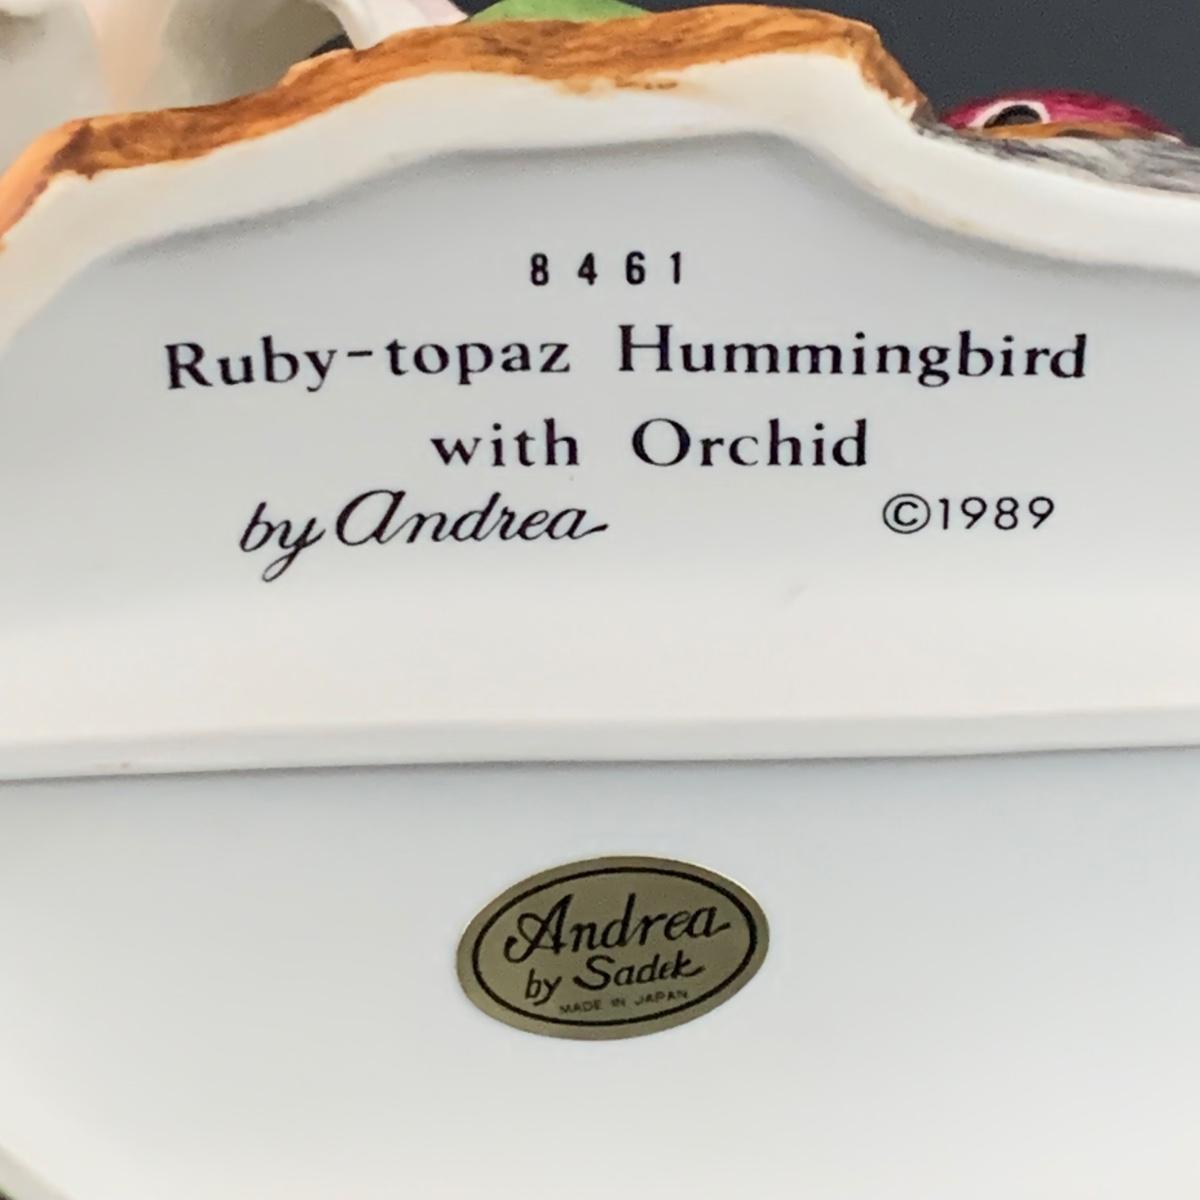 8461
Ruby-topaz Hummingbird
with Orchid
by Andrea ©1989
Andrea
by Sadek
MADE IN JAPAN